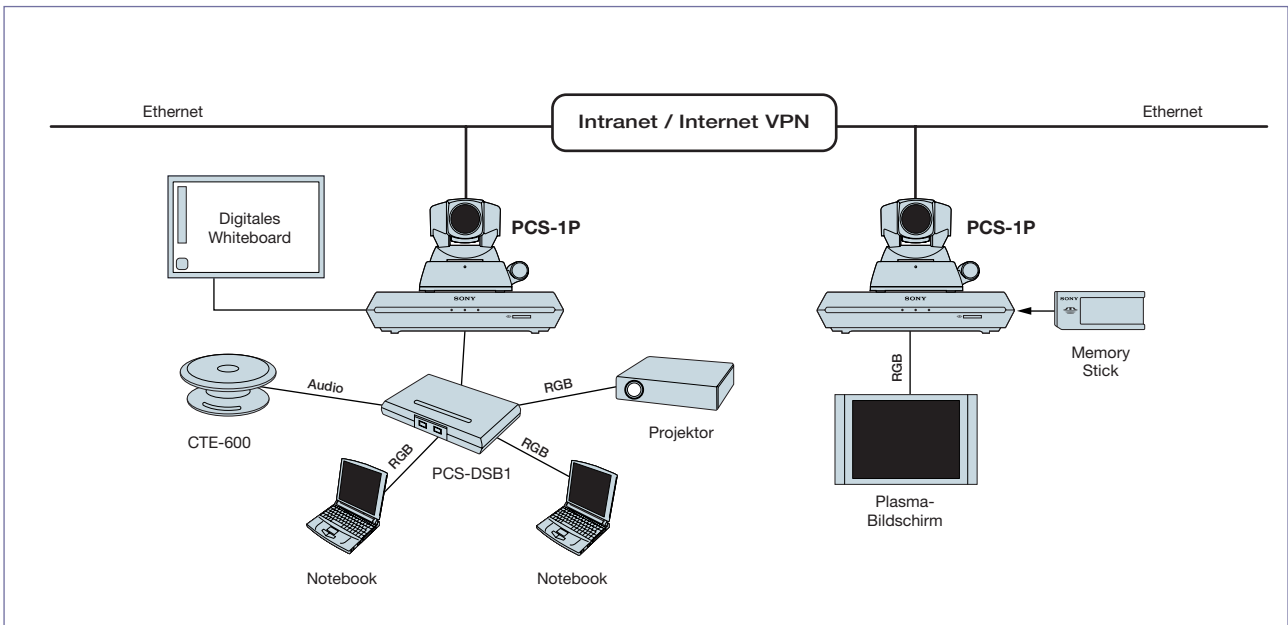 Ethernet
Intranet / Internet VPN
Ethernet
Digitales
Whiteboard
PCS-1P
SONY
PCS-1P
SONY
SONY
Memory
Stick
CTE-600
Audio
RGB
Projektor
RGB
RGB
PCS-DSB1
RGB
Notebook
Notebook
Plasma-
Bildschirm